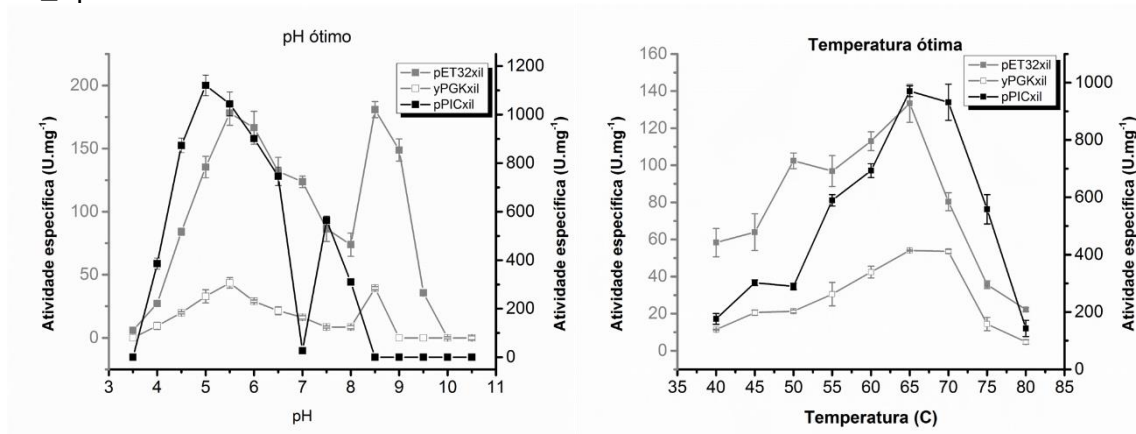 pH ótimo
Atividade específica (U.mg⁻¹)
200
150
100
50
0
pET32xil
yPGKxil
pPICxil
1200
1000
800
600
400
200
0
Atividade específica (U.mg⁻¹)
3 4 5 6 7 8 9 10 11
pH
Temperatura ótima
Atividade específica (U.mg⁻¹)
160
140
120
100
80
60
40
20
0
pET32xil
yPGKxil
pPICxil
1000
800
600
400
200
0
Atividade específica (U.mg⁻¹)
35 40 45 50 55 60 65 70 75 80 85
Temperatura (C)